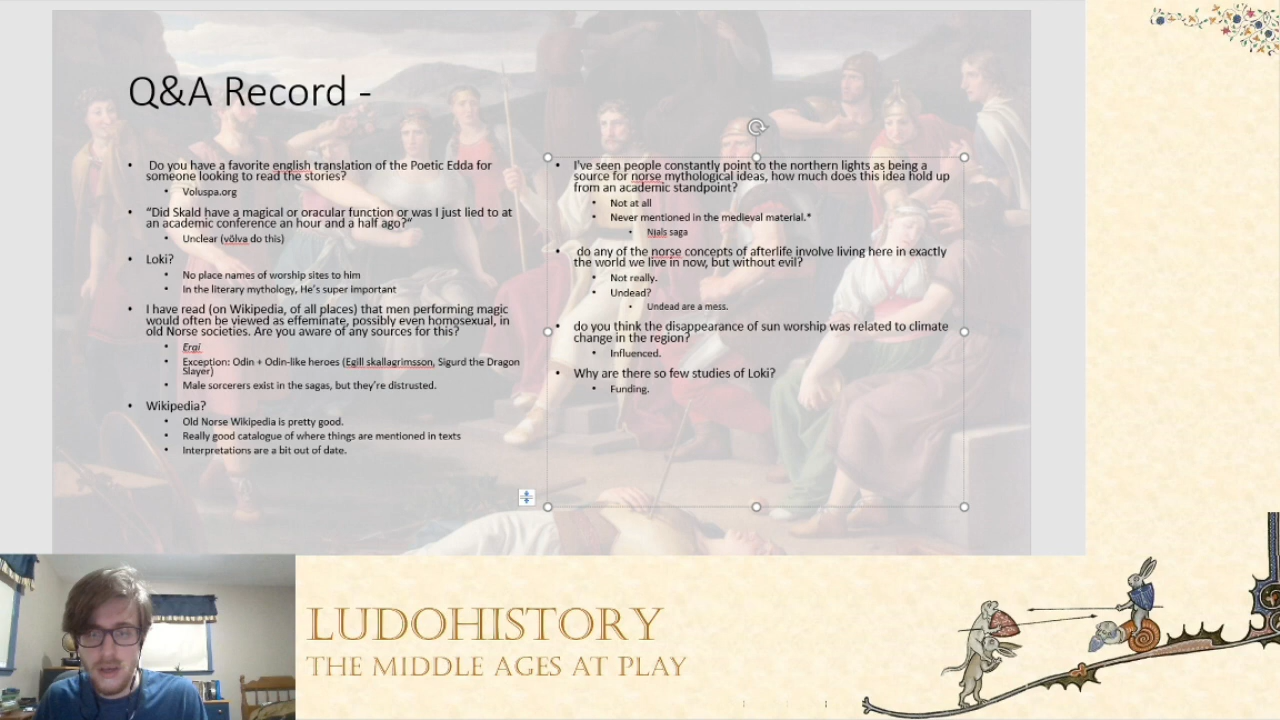 Q&A Record -
• Do you have a favorite english translation of the Poetic Edda for
someone looking to read the stories?
• Voluspa.org
• “Did Skald have a magical or oracular function or was I just lied to at
an academic conference an hour and a half ago?“
• Unclear (völva do this)
• Loki?
• No place names of worship sites to him
• In the literary mythology, He’s super important
• I have read (on Wikipedia, of all places) that men performing magic
would often be viewed as effeminate, possibly even homosexual, in
old Norse societies. Are you aware of any sources for this?
• Ergi
• Exception: Odin + Odin-like heroes (Egill skallagrimsson, Sigurd the Dragon
Slayer)
• Male sorcerers exist in the sagas, but they’re distrusted.
• Wikipedia?
• Old Norse Wikipedia is pretty good.
• Really good catalogue of where things are mentioned in texts
• Interpretations are a bit out of date.
• I've seen people constantly point to the northern lights as being a
source for norse mythological ideas, how much does this idea hold up
from an academic standpoint?
• Not at all
• Never mentioned in the medieval material.*
• Njals saga
• do any of the norse concepts of afterlife involve living here in exactly
the world we live in now, but without evil?
• Not really.
• Undead?
• Undead are a mess.
• do you think the disappearance of sun worship was related to climate
change in the region?
• Influenced.
• Why are there so few studies of Loki?
• Funding.
LUDOHISTORY
THE MIDDLE AGES AT PLAY